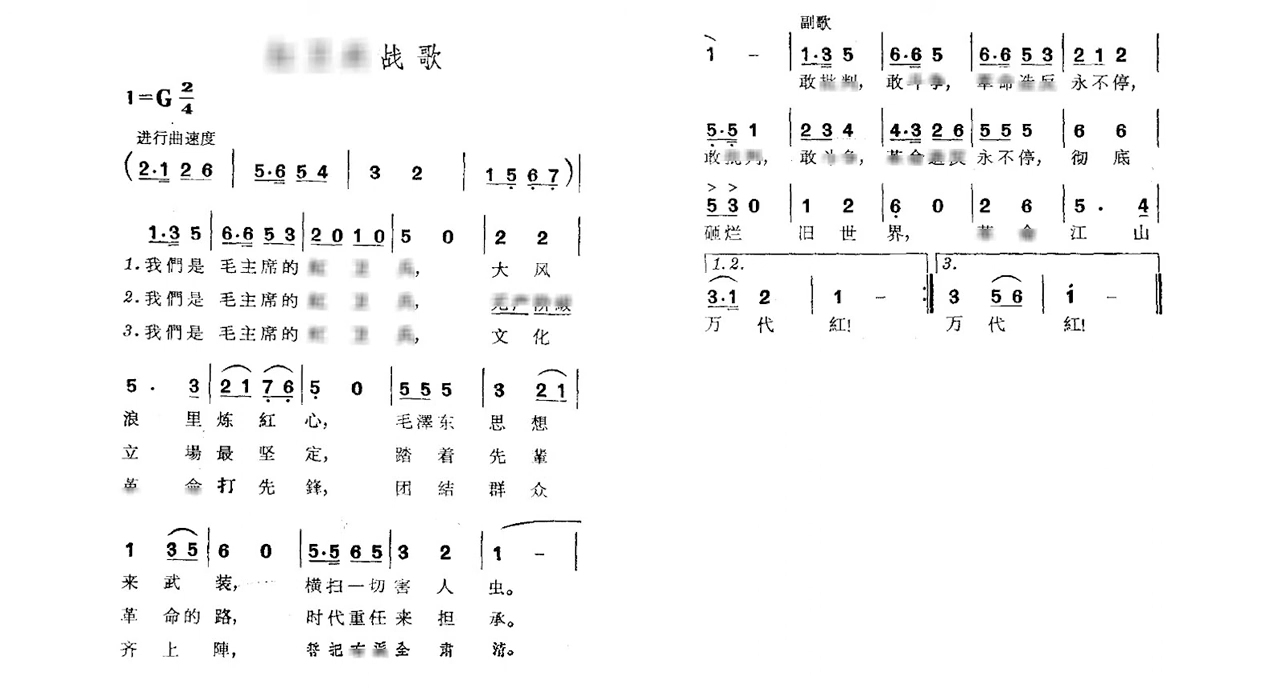 战歌
1=G 2/4
进行曲速度
(2·1 2 6 | 5·6 5 4 | 3 2 | 1 5 6 7)|
1·3 5 | 6·6 5 3 | 2 0 1 0 | 5 0 | 2 2 |
1.我們是 毛主席的 , 大 风
2.我們是 毛主席的 ,
3.我們是 毛主席的 , 文 化
5 · 3 | 2 1 7 6 | 5 0 | 5 5 5 | 3 2 1 |
浪 里 炼 紅 心, 毛澤东 思 想
立 場 最 坚 定, 踏 着 先 輩
打 先 鋒, 团 結 群 众
1 3 5 | 6 0 | 5·5 6 5 | 3 2 | 1 – |
来 武 装, 横扫一切 害 人 虫。
革 命的 路, 时代重任 来 担 承。
齐 上 陣, 誓把 全 肃 清。
副歌
1 – | 1·3 5 | 6·6 5 | 6·6 5 3 | 2 1 2 |
敢 , 敢 , 永不停,
5·5 1 | 2 3 4 | 4·3 2 6 | 5 5 5 | 6 6 |
敢 , 敢 , 永不停, 彻 底
5 3 0 | 1 2 | 6 0 | 2 6 | 5 · 4 |
砸烂 旧 世 界, 江 山
1.2. 3.
3·1 2 | 1 – :‖ 3 5 6 | 1 – ‖
万 代 紅! 万 代 紅!